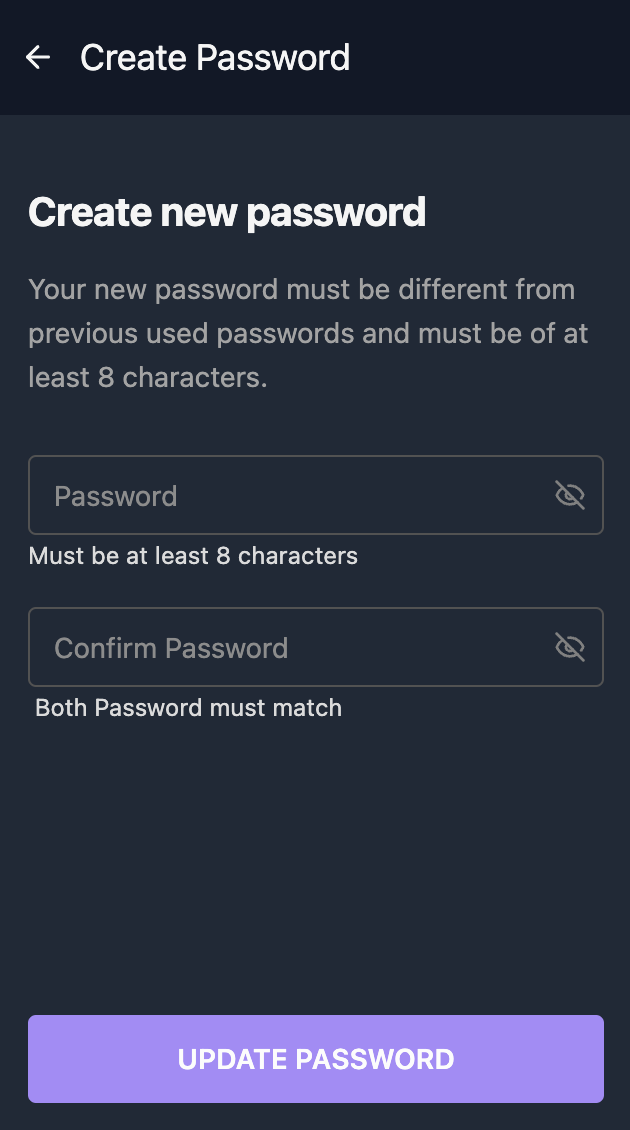 Create Password
Create new password
Your new password must be different from
previous used passwords and must be of at
least 8 characters.
Password
Must be at least 8 characters
Confirm Password
Both Password must match
UPDATE PASSWORD